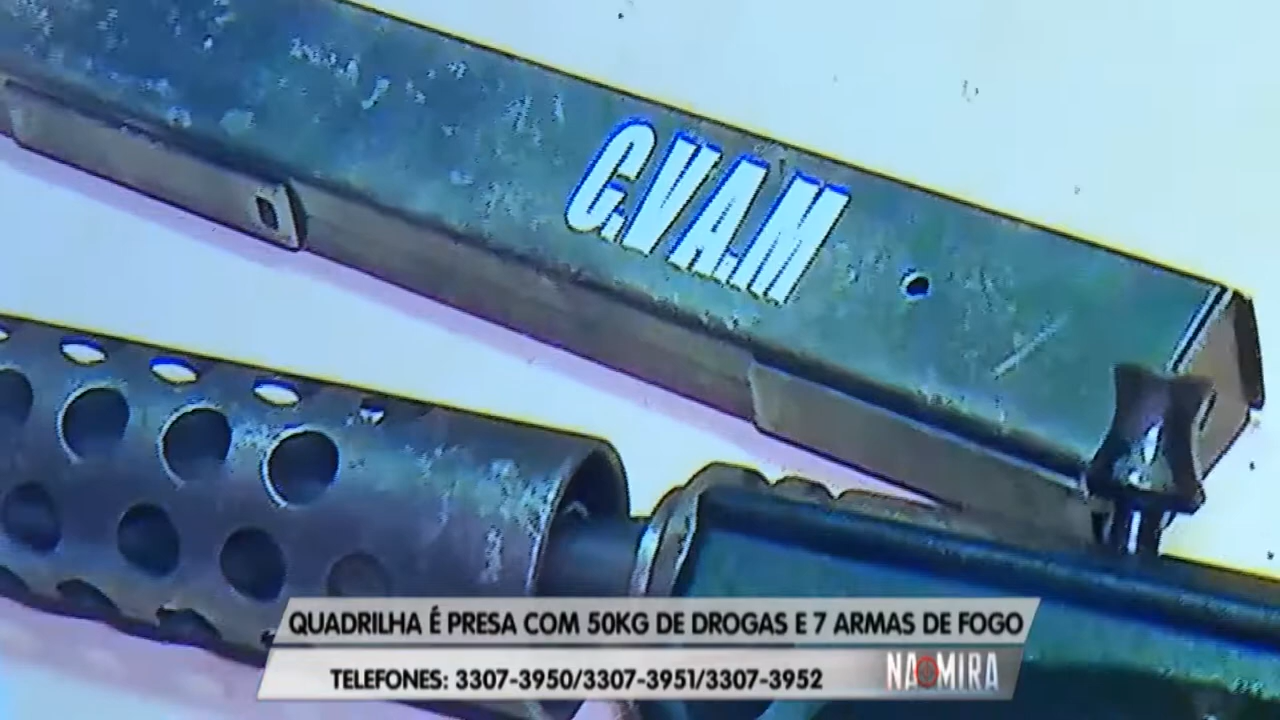 C.V.A.M
QUADRILHA É PRESA COM 50KG DE DROGAS E 7 ARMAS DE FOGO
TELEFONES: 3307-3950/3307-3951/3307-3952
NA MIRA